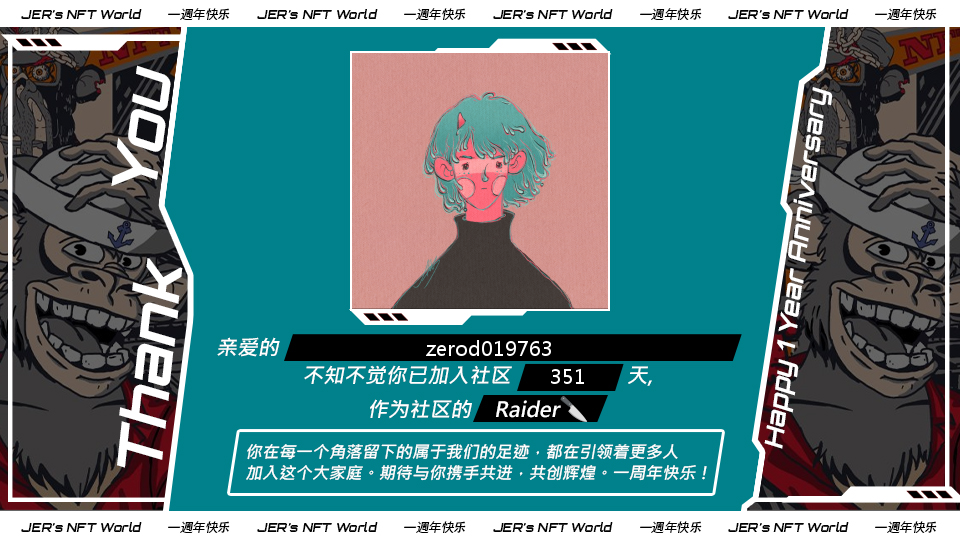 JER's NFT World 一週年快乐 JER's NFT World 一週年快乐 JER's NFT World 一週年快乐 JER's NFT World 一週年快乐
Thank You
Happy 1 Year Anniversary
亲爱的 zerod019763
不知不觉你已加入社区 351 天,
作为社区的 Raider🔪
你在每一个角落留下的属于我们的足迹，都在引领着更多人
加入这个大家庭。期待与你携手共进，共创辉煌。一周年快乐！
JER's NFT World 一週年快乐 JER's NFT World 一週年快乐 JER's NFT World 一週年快乐 JER's NFT World 一週年快乐